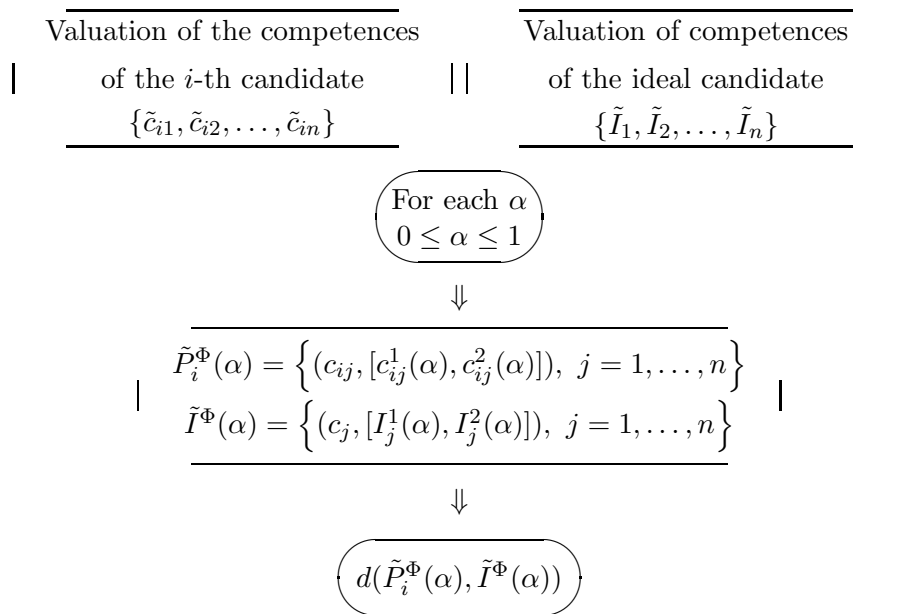 Valuation of the competences
of the i-th candidate
{c̃_{i1}, c̃_{i2}, . . . , c̃_{in}}
Valuation of competences
of the ideal candidate
{Ĩ_1, Ĩ_2, . . . , Ĩ_n}
For each α
0 ≤ α ≤ 1
⇓
P̃_i^Φ(α) = {(c_{ij}, [c_{ij}^1(α), c_{ij}^2(α)]), j = 1, . . . , n}
Ĩ^Φ(α) = {(c_j, [I_j^1(α), I_j^2(α)]), j = 1, . . . , n}
⇓
d(P̃_i^Φ(α), Ĩ^Φ(α))